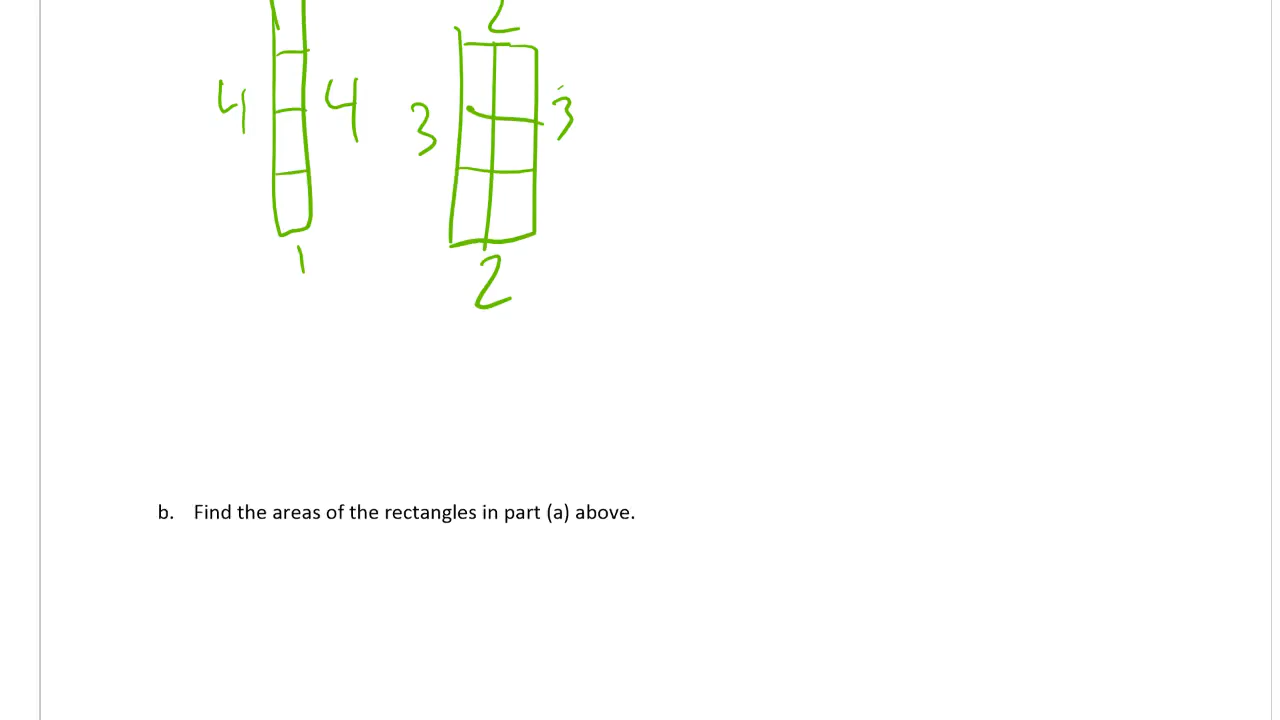 2
4 4 3 3
1 2
b. Find the areas of the rectangles in part (a) above.